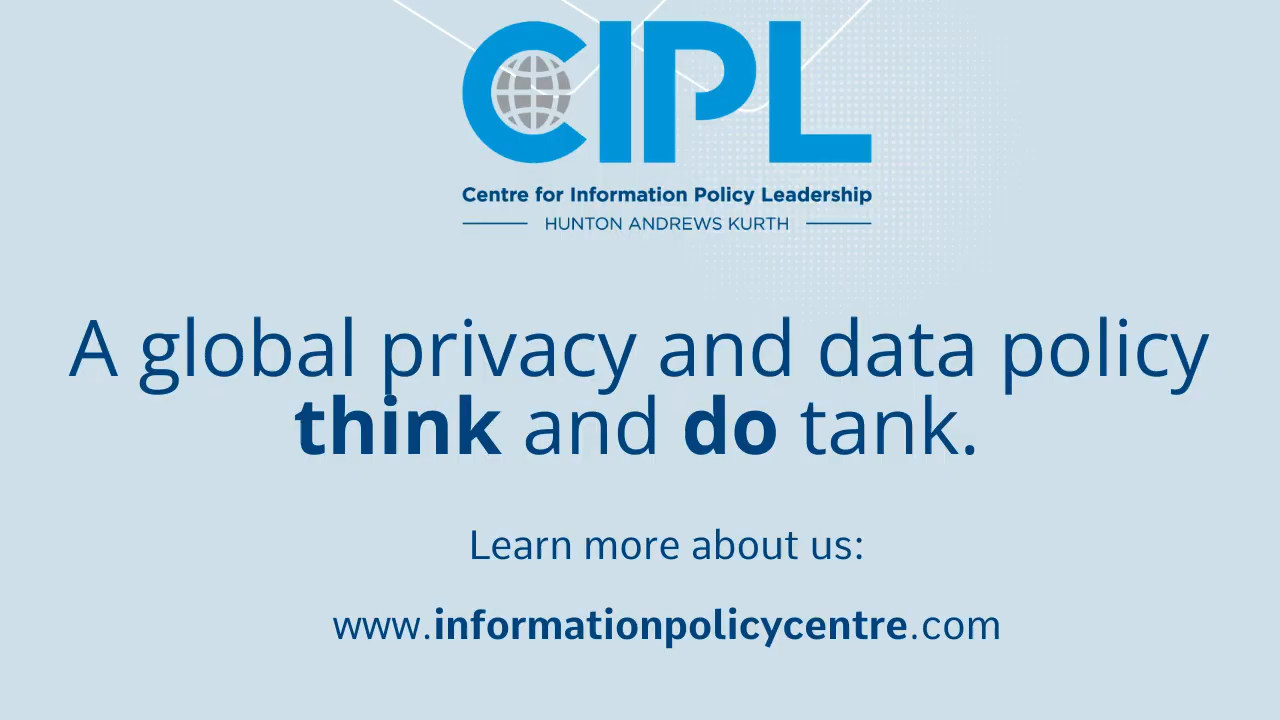 CIPL
Centre for Information Policy Leadership
HUNTON ANDREWS KURTH
A global privacy and data policy
think and do tank.
Learn more about us:
www.informationpolicycentre.com